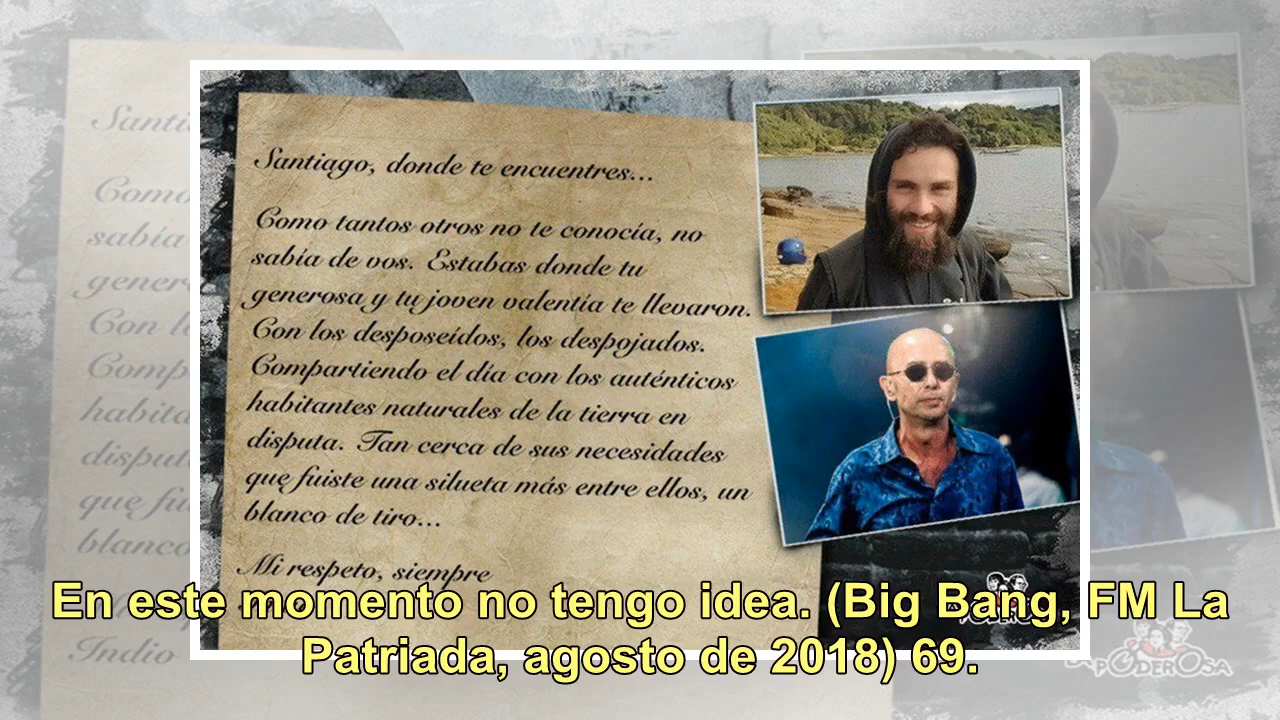 Santiago, donde te encuentres...
Como tantos otros no te conocía, no
sabía de vos. Estabas donde tu
generosa y tu joven valentía te llevaron.
Con los desposeídos, los despojados.
Compartiendo el día con los auténticos
habitantes naturales de la tierra en
disputa. Tan cerca de sus necesidades
que fuiste una silueta más entre ellos, un
blanco de tiro...
Mi respeto, siempre
Indio
En este momento no tengo idea. (Big Bang, FM La
Patriada, agosto de 2018) 69.
La pODerOsa